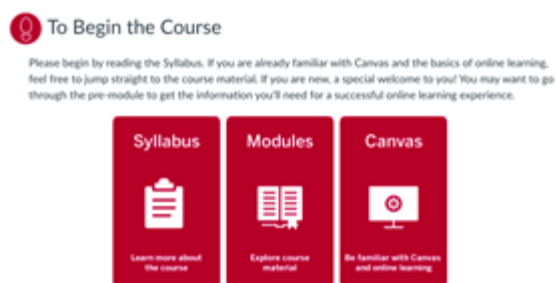 To Begin the Course
Please begin by reading the Syllabus. If you are already familiar with Canvas and the basics of online learning,
feel free to jump straight to the course material. If you are new, a special welcome to you! You may want to go
through the pre-module to get the information you'll need for a successful online learning experience.
Syllabus
Learn more about
the course
Modules
Explore course
material
Canvas
Be familiar with Canvas
and online learning